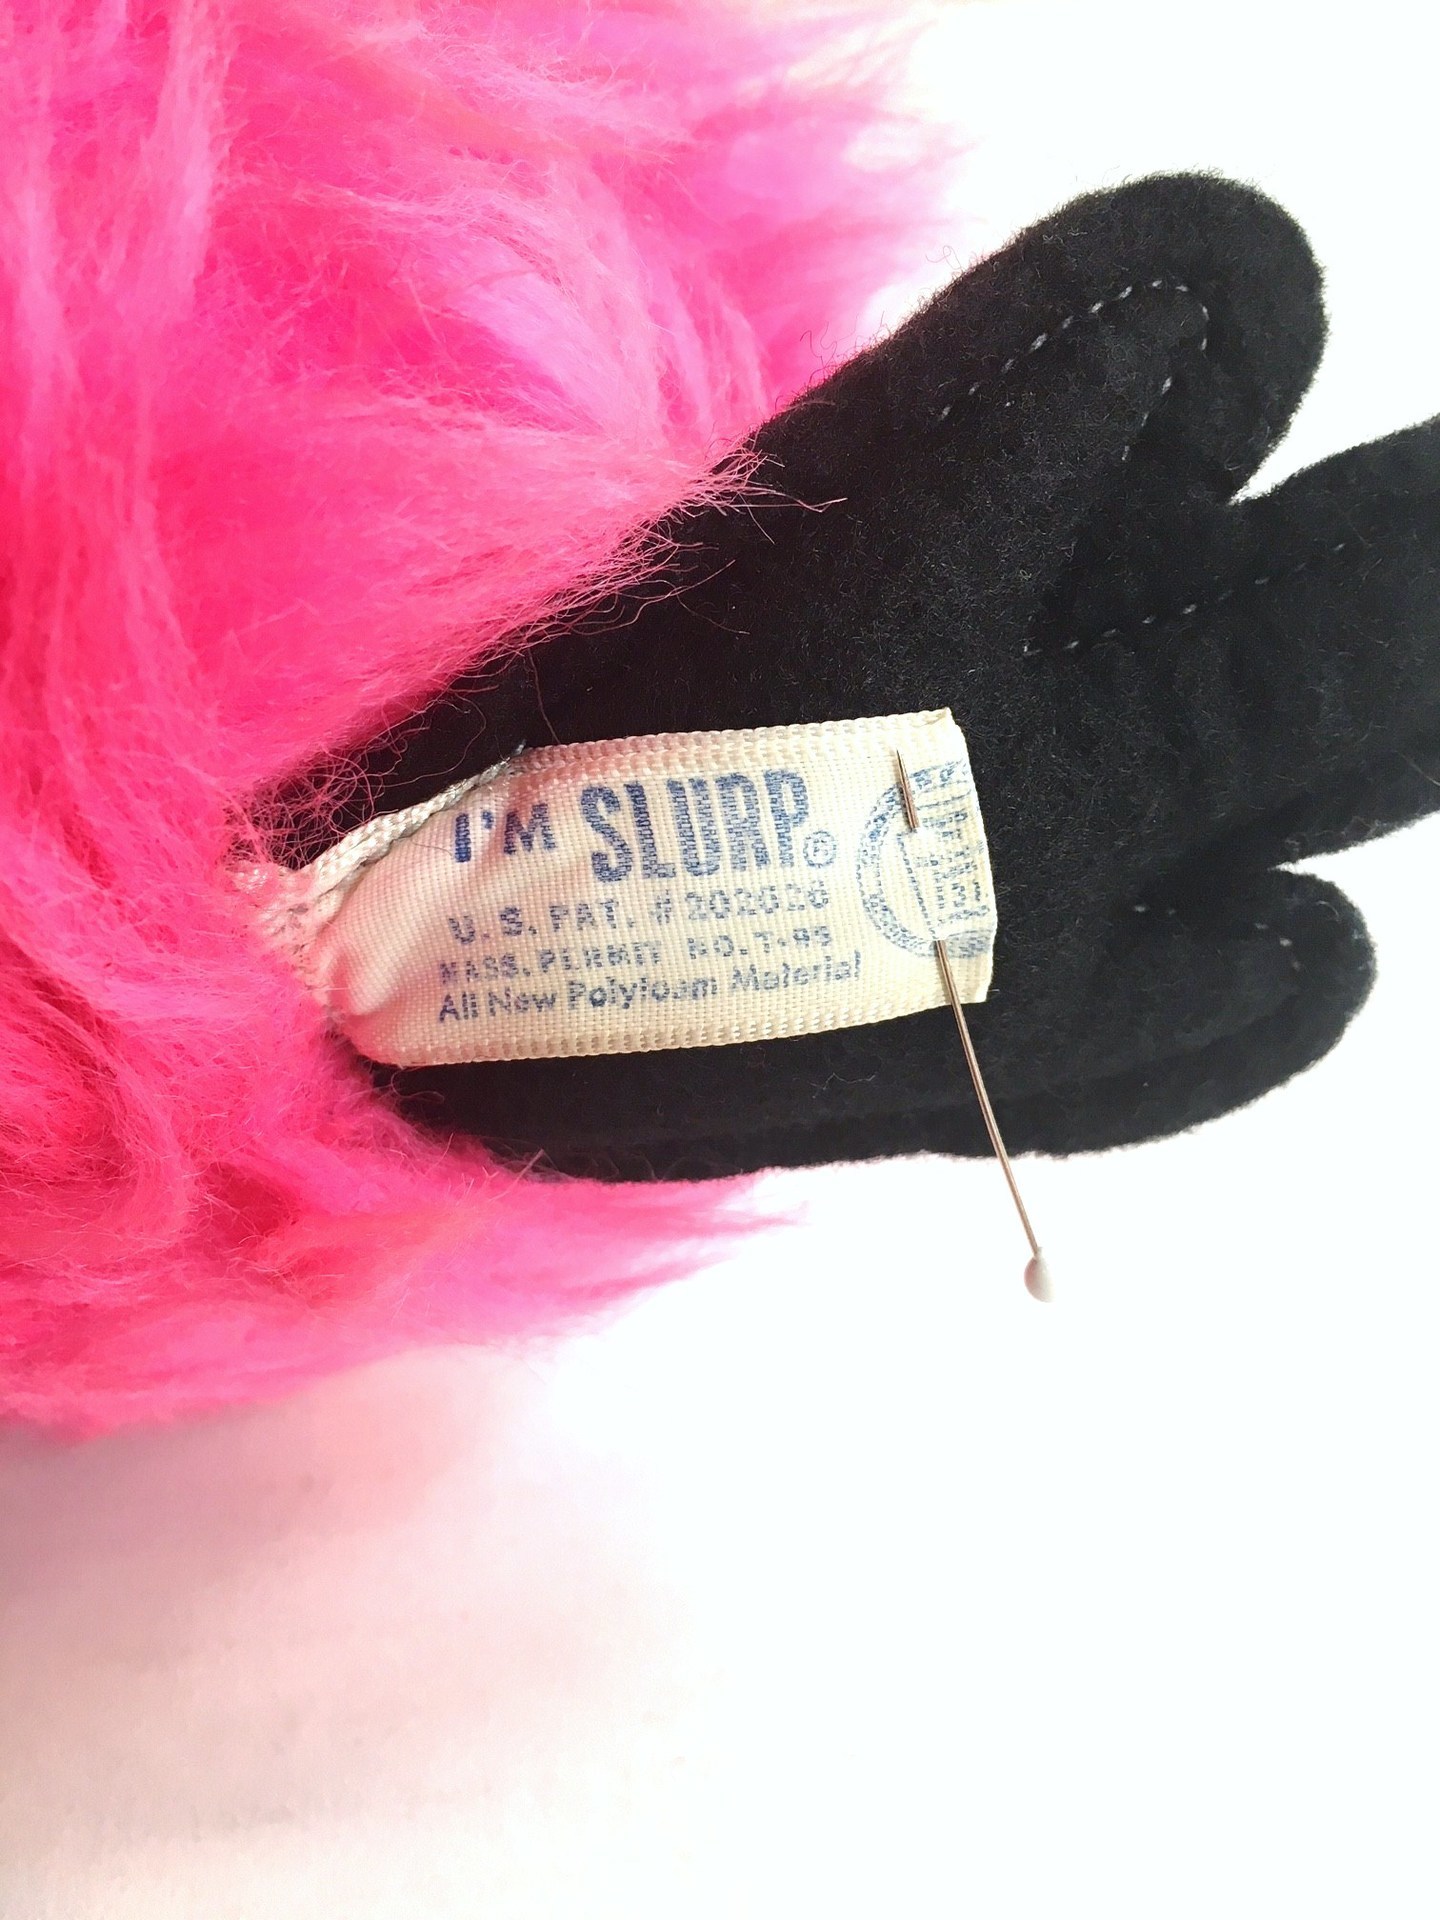 I'M SLURP®
U.S. PAT. #202026
MASS. PERMIT NO. T-95
All New Polyfoam Material